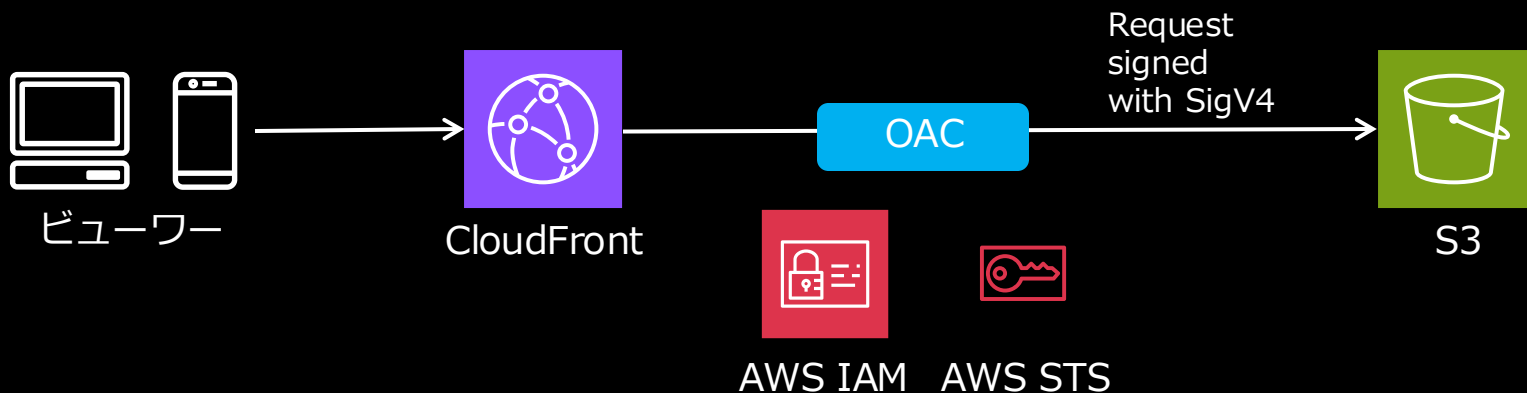 Request
signed
with SigV4
OAC
ビューワー
CloudFront
S3
AWS IAM
AWS STS